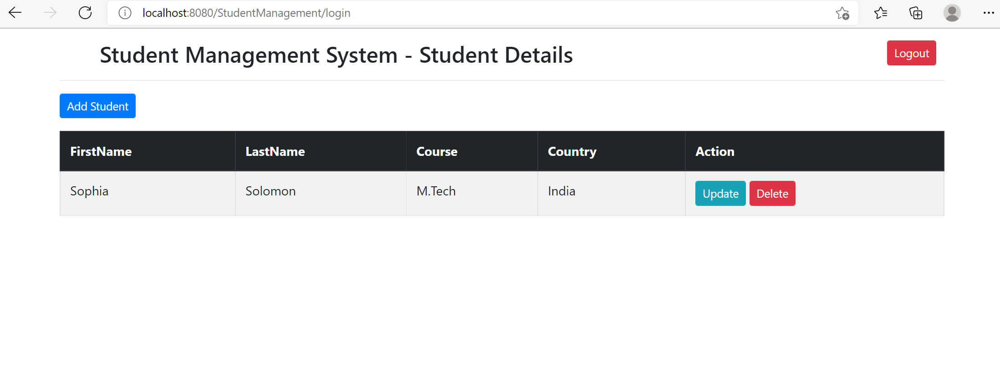 localhost:8080/StudentManagement/login
Student Management System - Student Details
Logout
Add Student
FirstName LastName Course Country Action
Sophia Solomon M.Tech India Update Delete